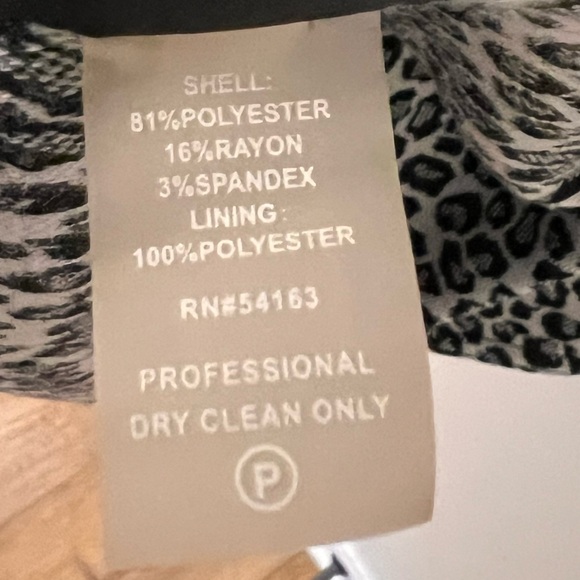 SHELL:
81%POLYESTER
16%RAYON
3%SPANDEX
LINING:
100%POLYESTER
RN#54163
PROFESSIONAL
DRY CLEAN ONLY
P